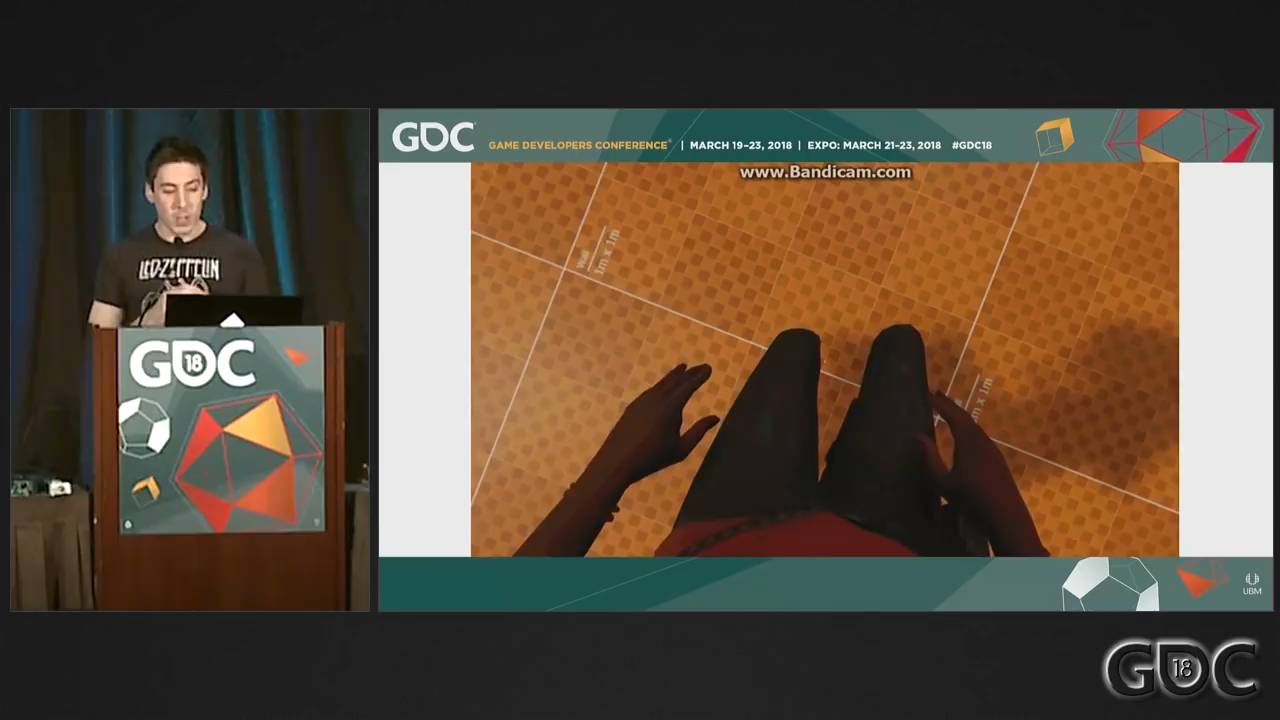 GDC
GAME DEVELOPERS CONFERENCE® | MARCH 19–23, 2018 | EXPO: MARCH 21–23, 2018 #GDC18
www.Bandicam.com
Wall
1m x 1m
1m x 1m
LED-ZEPPELIN
GDC
18
UBM
GDC
18